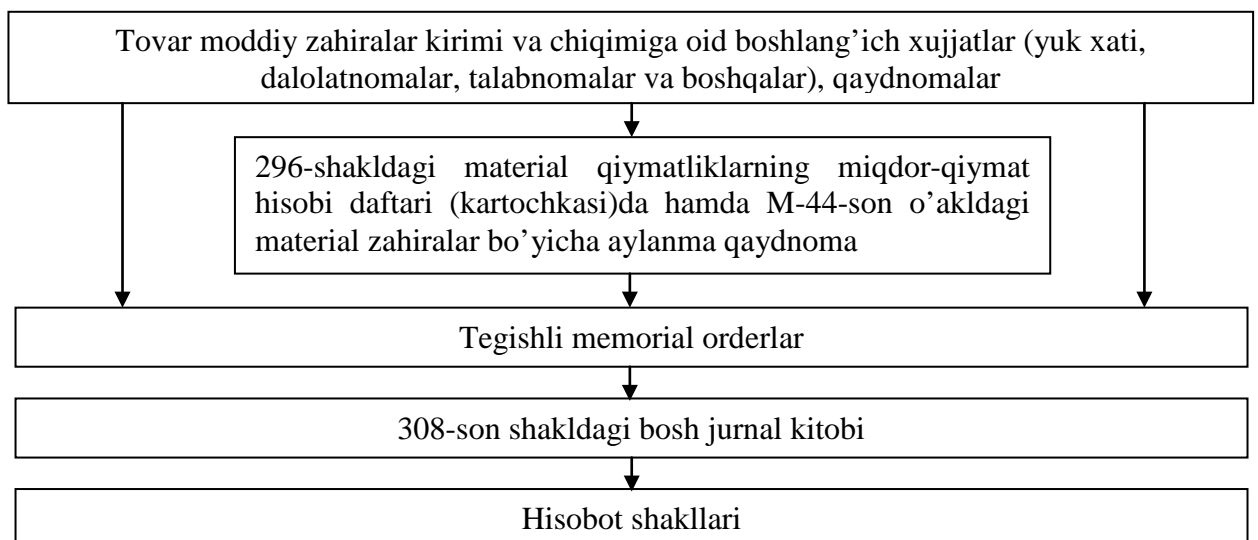 Tovar moddiy zahiralar kirimi va chiqimiga oid boshlang’ich xujjatlar (yuk xati,
dalolatnomalar, talabnomalar va boshqalar), qaydnomalar
296-shakldagi material qiymatliklarning miqdor-qiymat
hisobi daftari (kartochkasi)da hamda M-44-son o’akldagi
material zahiralar bo’yicha aylanma qaydnoma
Tegishli memorial orderlar
308-son shakldagi bosh jurnal kitobi
Hisobot shakllari